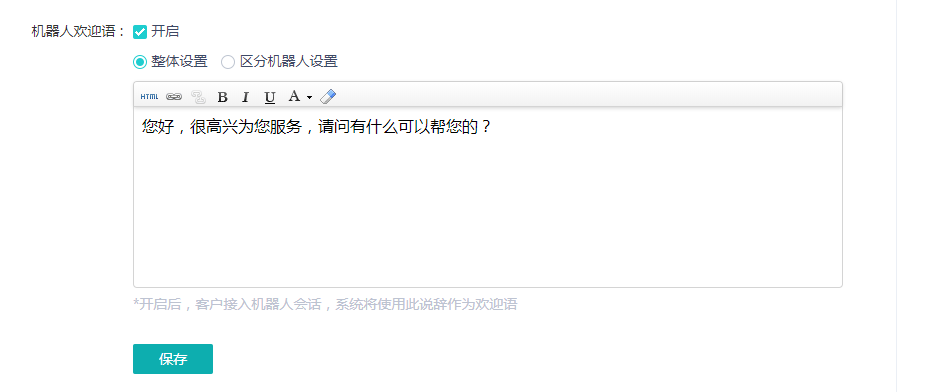 机器人欢迎语： 开启
整体设置 区分机器人设置
HTML B I U A
您好，很高兴为您服务，请问有什么可以帮您的？
*开启后，客户接入机器人会话，系统将使用此说辞作为欢迎语
保存